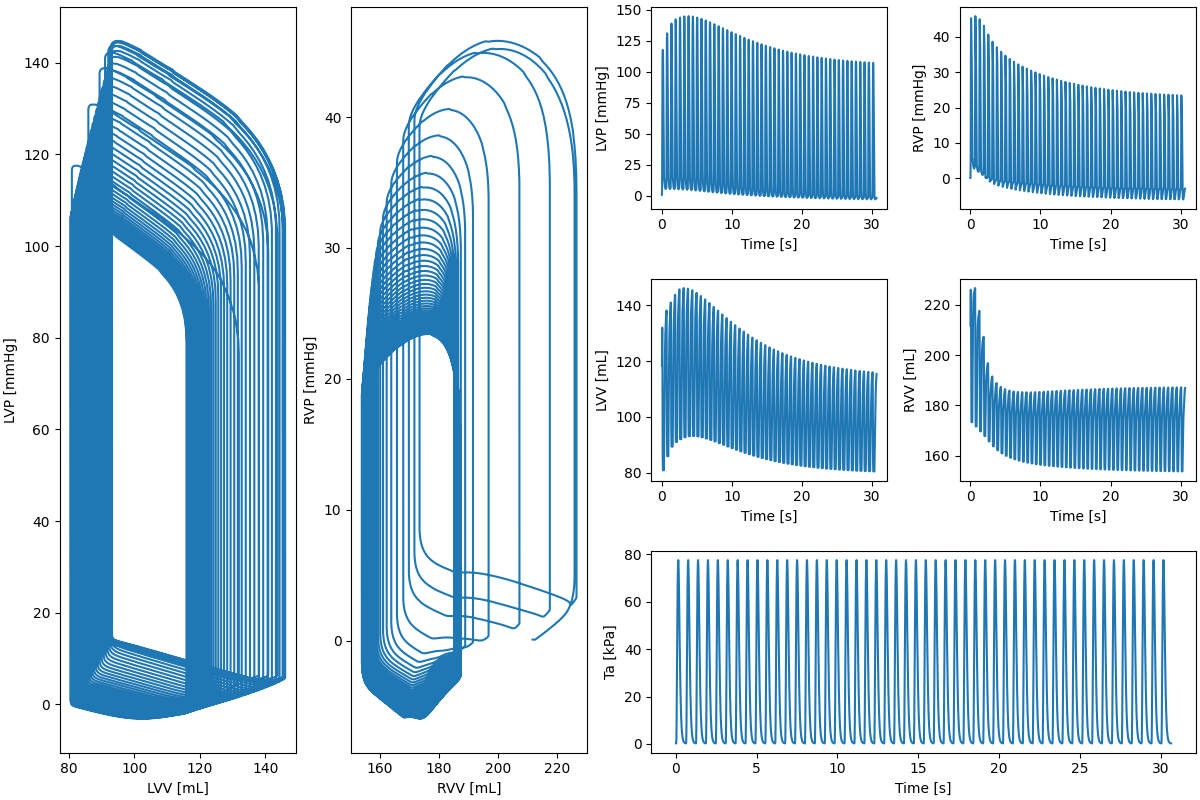 LVP [mmHg]
140
120
100
80
60
40
20
0
80 100 120 140
LVV [mL]
RVP [mmHg]
40
30
20
10
0
160 180 200 220
RVV [mL]
LVP [mmHg]
150
125
100
75
50
25
0
0 10 20 30
Time [s]
RVP [mmHg]
40
30
20
10
0
0 10 20 30
Time [s]
LVV [mL]
140
120
100
80
0 10 20 30
Time [s]
RVV [mL]
220
200
180
160
0 10 20 30
Time [s]
Ta [kPa]
80
60
40
20
0
0 5 10 15 20 25 30
Time [s]